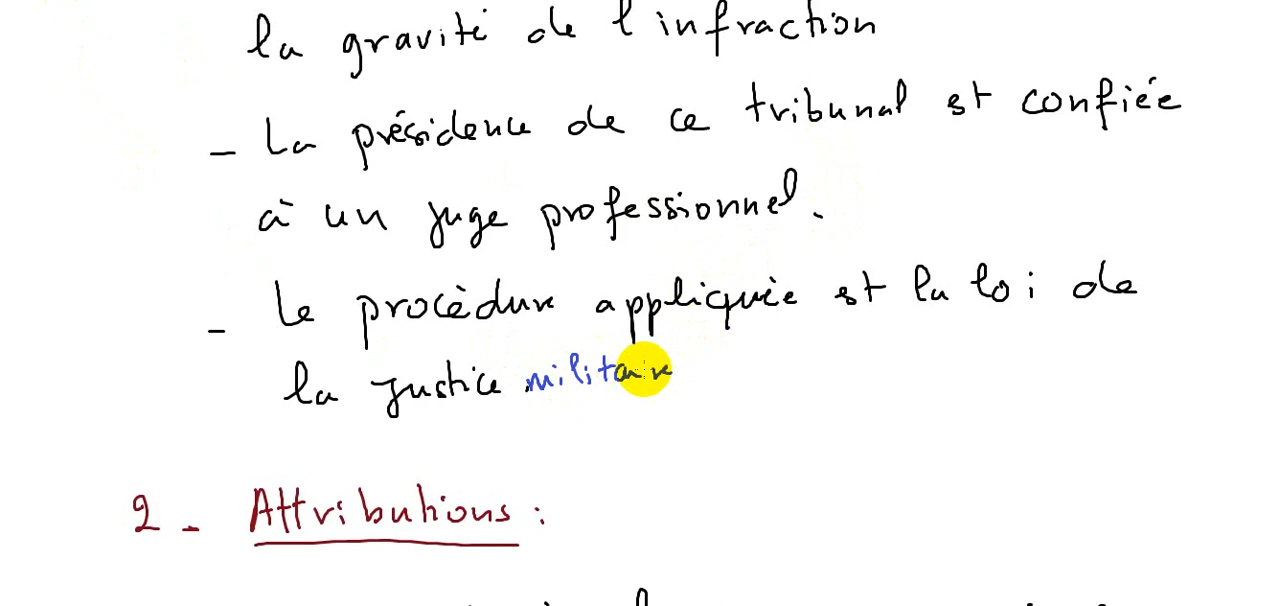 la gravité de l'infraction
- La présidence de ce tribunal est confiée
à un juge professionnel.
- la procédure appliquée est la loi de
la justice militaire
2 - Attributions :